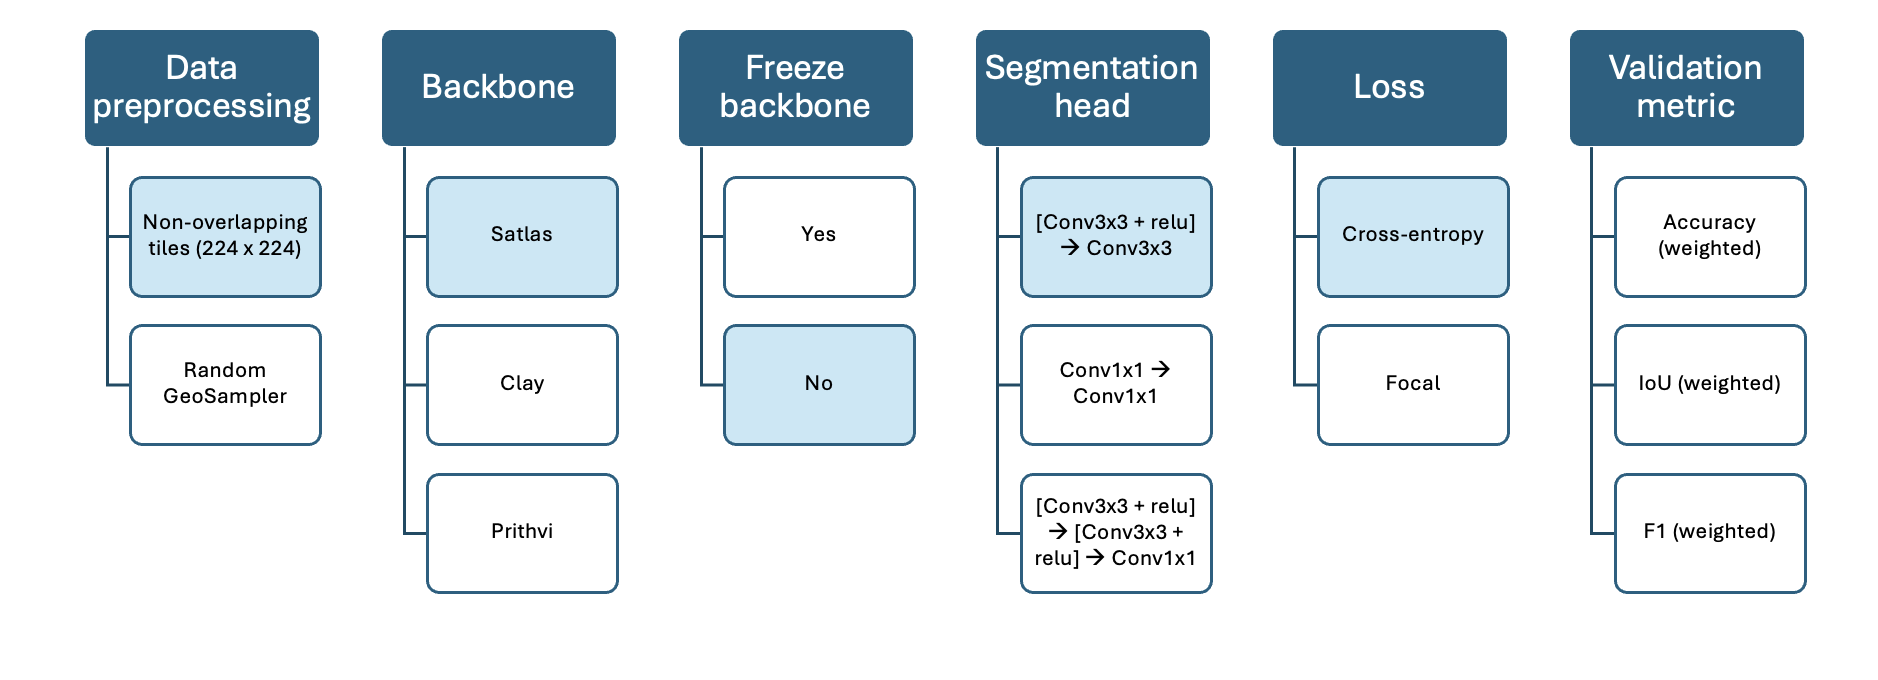 Data
preprocessing
Non-overlapping
tiles (224 x 224)
Random
GeoSampler
Backbone
Satlas
Clay
Prithvi
Freeze
backbone
Yes
No
Segmentation
head
[Conv3x3 + relu]
→ Conv3x3
Conv1x1 →
Conv1x1
[Conv3x3 + relu]
→ [Conv3x3 +
relu] → Conv1x1
Loss
Cross-entropy
Focal
Validation
metric
Accuracy
(weighted)
IoU (weighted)
F1 (weighted)